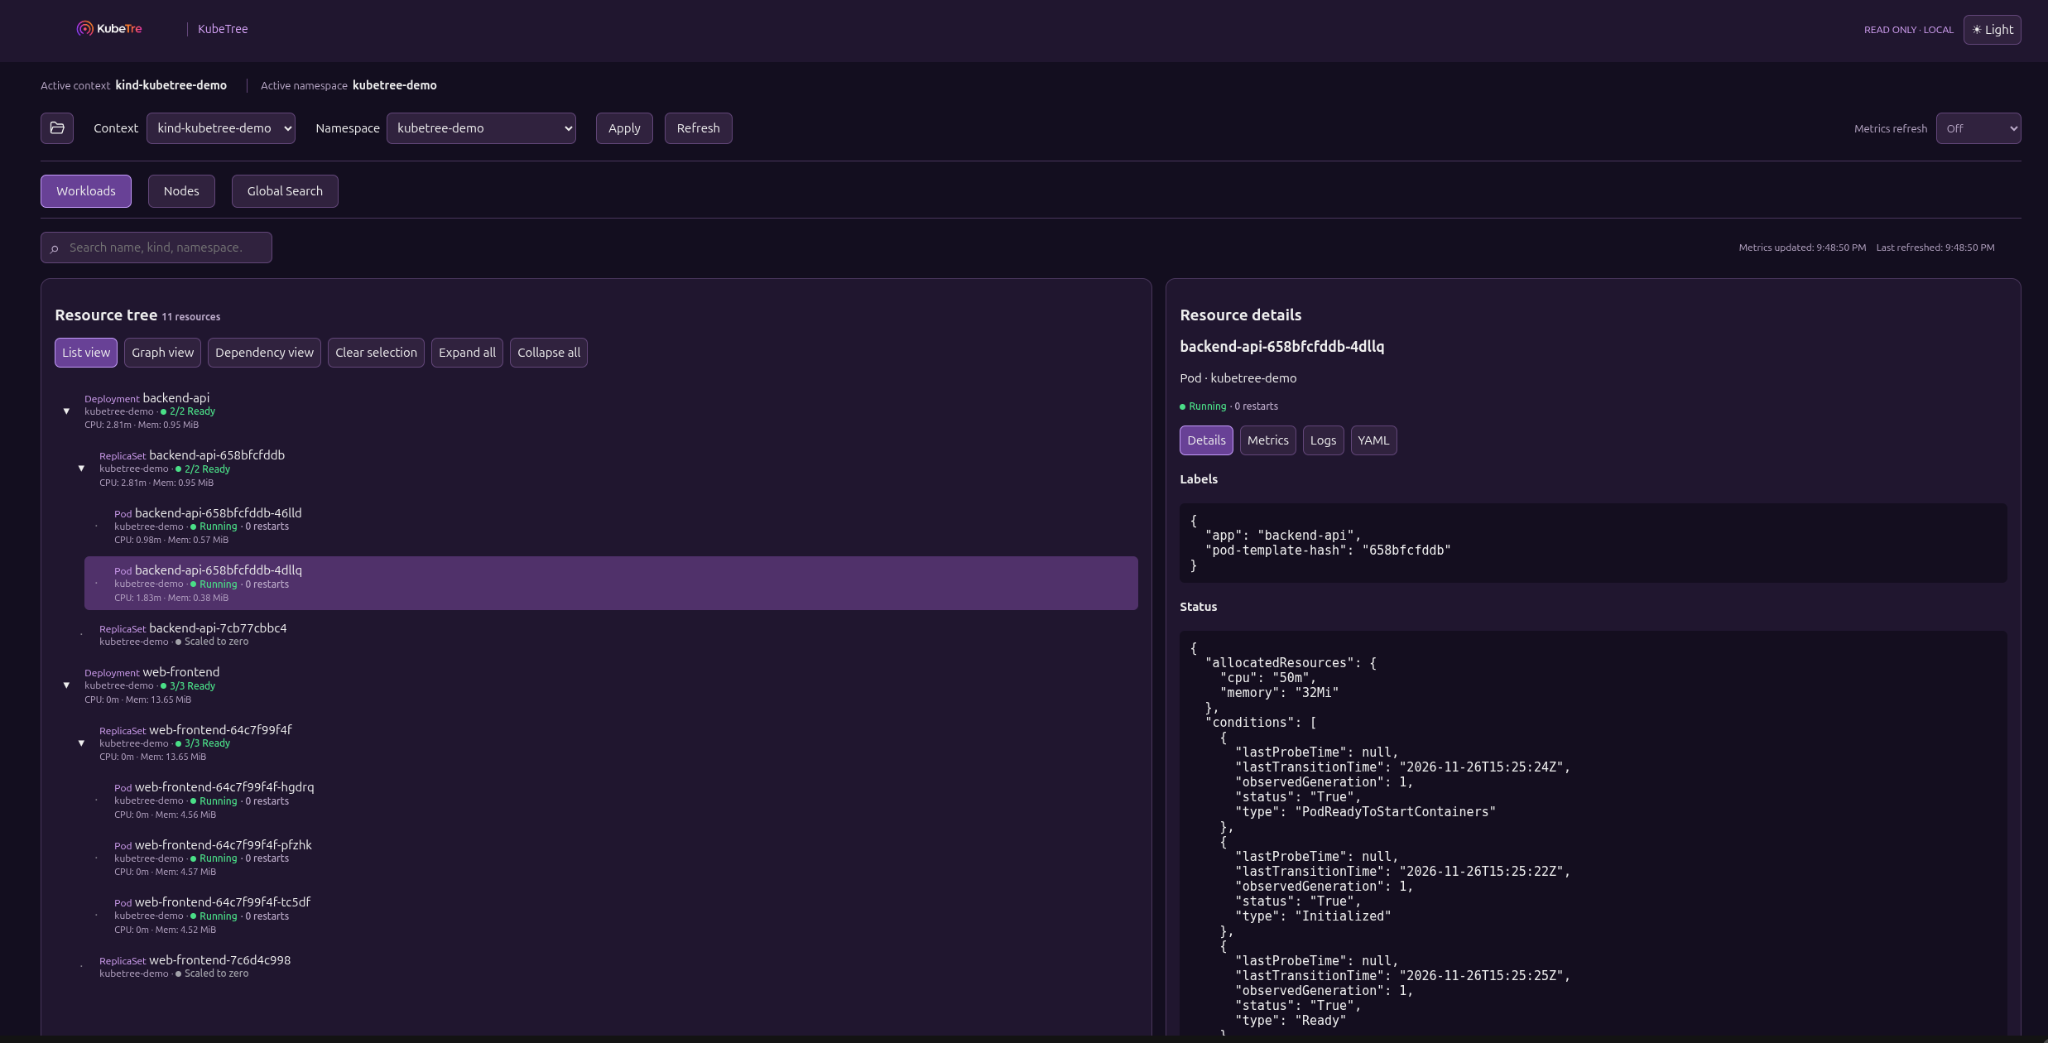 KubeTre
KubeTree
READ ONLY · LOCAL
☀ Light
Active context kind-kubetree-demo
Active namespace kubetree-demo
Context kind-kubetree-demo
Namespace kubetree-demo
Apply
Refresh
Metrics refresh Off
Workloads
Nodes
Global Search
Search name, kind, namespace.
Metrics updated: 9:48:50 PM
Last refreshed: 9:48:50 PM
Resource tree 11 resources
List view
Graph view
Dependency view
Clear selection
Expand all
Collapse all
Deployment backend-api
kubetree-demo · ● 2/2 Ready
CPU: 2.81m · Mem: 0.95 MiB
ReplicaSet backend-api-658bfcfddb
kubetree-demo · ● 2/2 Ready
CPU: 2.81m · Mem: 0.95 MiB
Pod backend-api-658bfcfddb-46lld
kubetree-demo · ● Running · 0 restarts
CPU: 0.98m · Mem: 0.57 MiB
Pod backend-api-658bfcfddb-4dllq
kubetree-demo · ● Running · 0 restarts
CPU: 1.83m · Mem: 0.38 MiB
ReplicaSet backend-api-7cb77cbbc4
kubetree-demo · ● Scaled to zero
Deployment web-frontend
kubetree-demo · ● 3/3 Ready
CPU: 0m · Mem: 13.65 MiB
ReplicaSet web-frontend-64c7f99f4f
kubetree-demo · ● 3/3 Ready
CPU: 0m · Mem: 13.65 MiB
Pod web-frontend-64c7f99f4f-hgdrq
kubetree-demo · ● Running · 0 restarts
CPU: 0m · Mem: 4.56 MiB
Pod web-frontend-64c7f99f4f-pfzhk
kubetree-demo · ● Running · 0 restarts
CPU: 0m · Mem: 4.57 MiB
Pod web-frontend-64c7f99f4f-tc5df
kubetree-demo · ● Running · 0 restarts
CPU: 0m · Mem: 4.52 MiB
ReplicaSet web-frontend-7c6d4c998
kubetree-demo · ● Scaled to zero
Resource details
backend-api-658bfcfddb-4dllq
Pod · kubetree-demo
● Running · 0 restarts
Details
Metrics
Logs
YAML
Labels
{
"app": "backend-api",
"pod-template-hash": "658bfcfddb"
}
Status
{
"allocatedResources": {
"cpu": "50m",
"memory": "32Mi"
},
"conditions": [
{
"lastProbeTime": null,
"lastTransitionTime": "2026-11-26T15:25:24Z",
"observedGeneration": 1,
"status": "True",
"type": "PodReadyToStartContainers"
},
{
"lastProbeTime": null,
"lastTransitionTime": "2026-11-26T15:25:22Z",
"observedGeneration": 1,
"status": "True",
"type": "Initialized"
},
{
"lastProbeTime": null,
"lastTransitionTime": "2026-11-26T15:25:25Z",
"observedGeneration": 1,
"status": "True",
"type": "Ready"
}